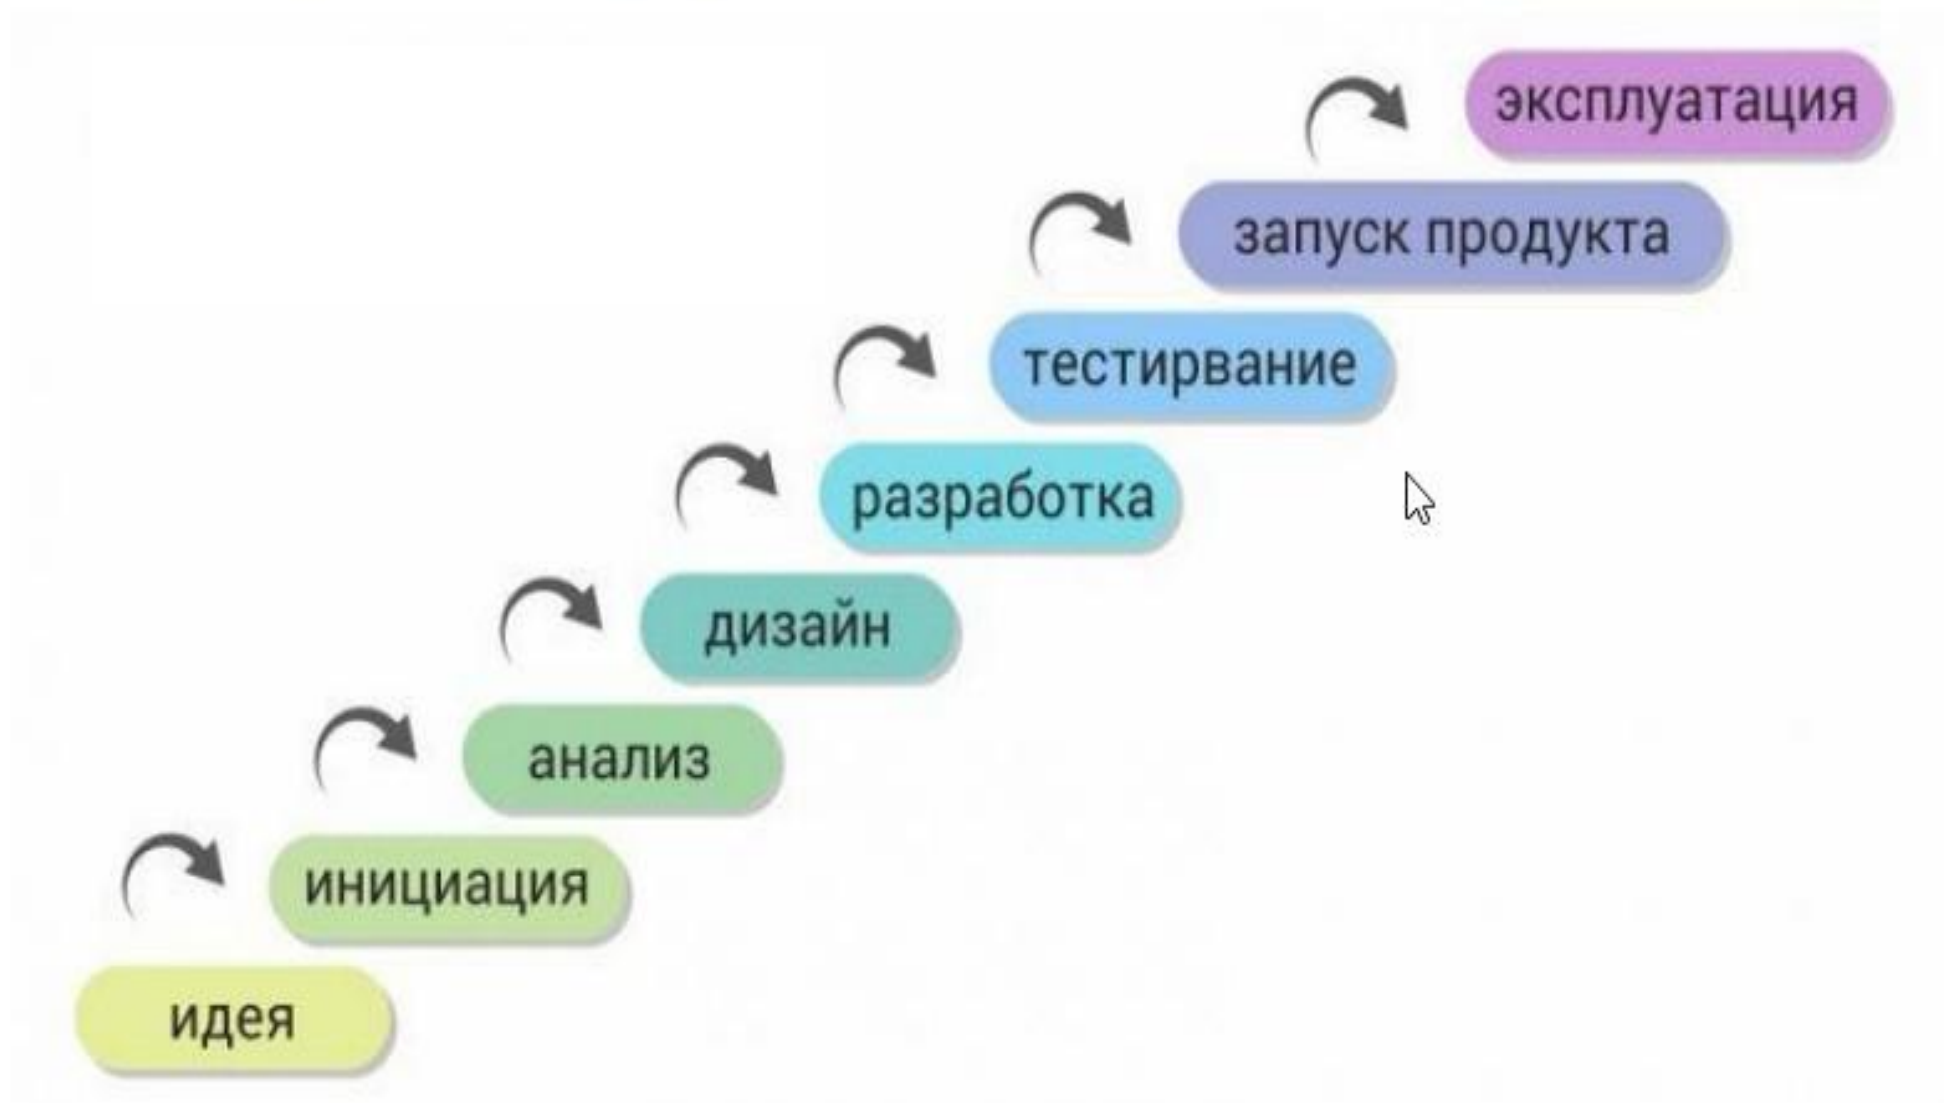 эксплуатация
запуск продукта
тестирвание
разработка
дизайн
анализ
инициация
идея